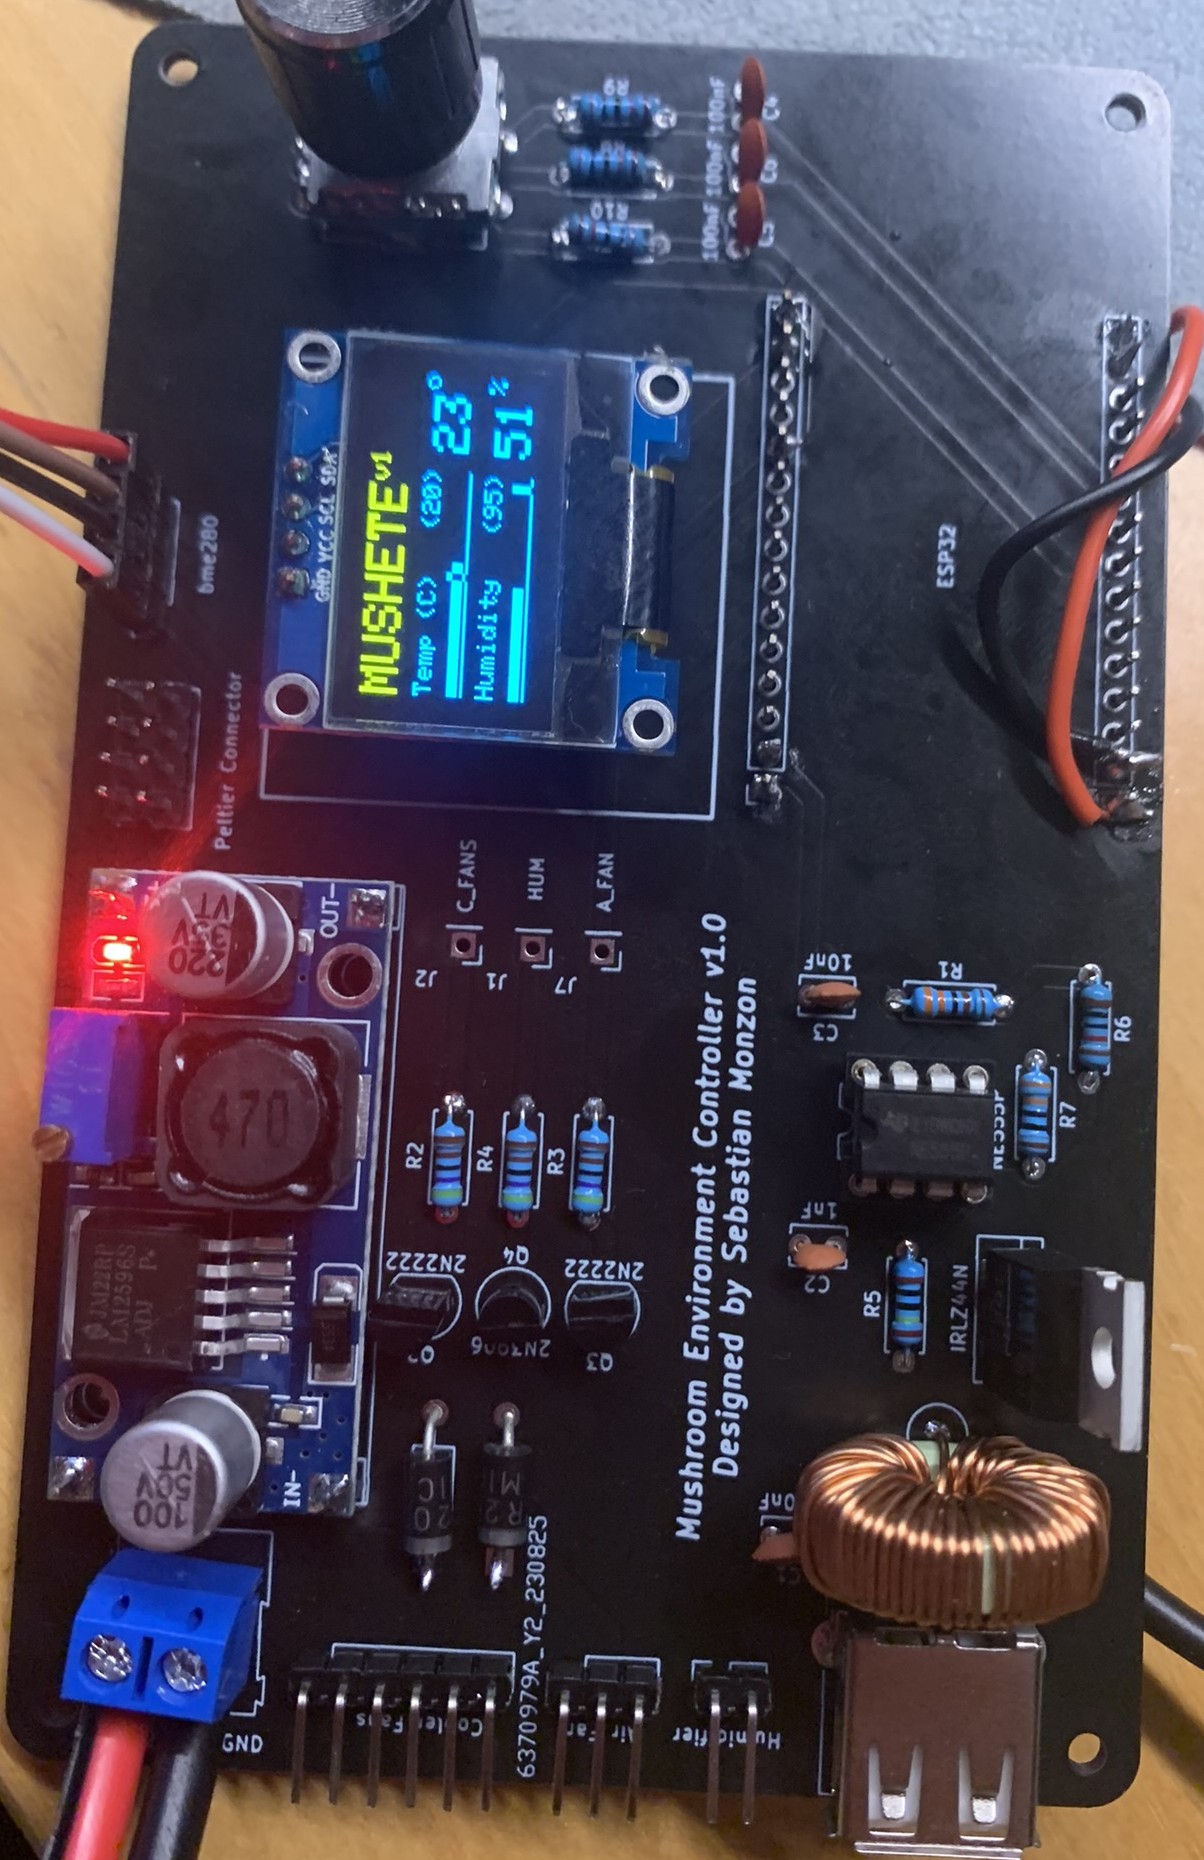 GND
100
50V
VT
JM22RP
LM2596S
-ADJ P+
470
220
35V
VT
IN-
OUT-
Peltier Connector
bme280
GND VCC SCL SDA
MUSHETEv1
Temp (C) (20) 23°
Humidity (95) 51%
Cooler Fans
6370979A_Y2_230825
2N2222
R2
J2
C_FANS
Q4
R4
J1
HUM
Q3
2N2222
R3
J7
A_FAN
Air Fan
Humidifier
Mushroom Environment Controller v1.0
Designed by Sebastian Monzon
R10
R9
100nF 100nF 100nF
C6 C4
C2
1nF
C3
10nF
R5
IRLZ44N
R1
NE555P
R7
R6
ESP32